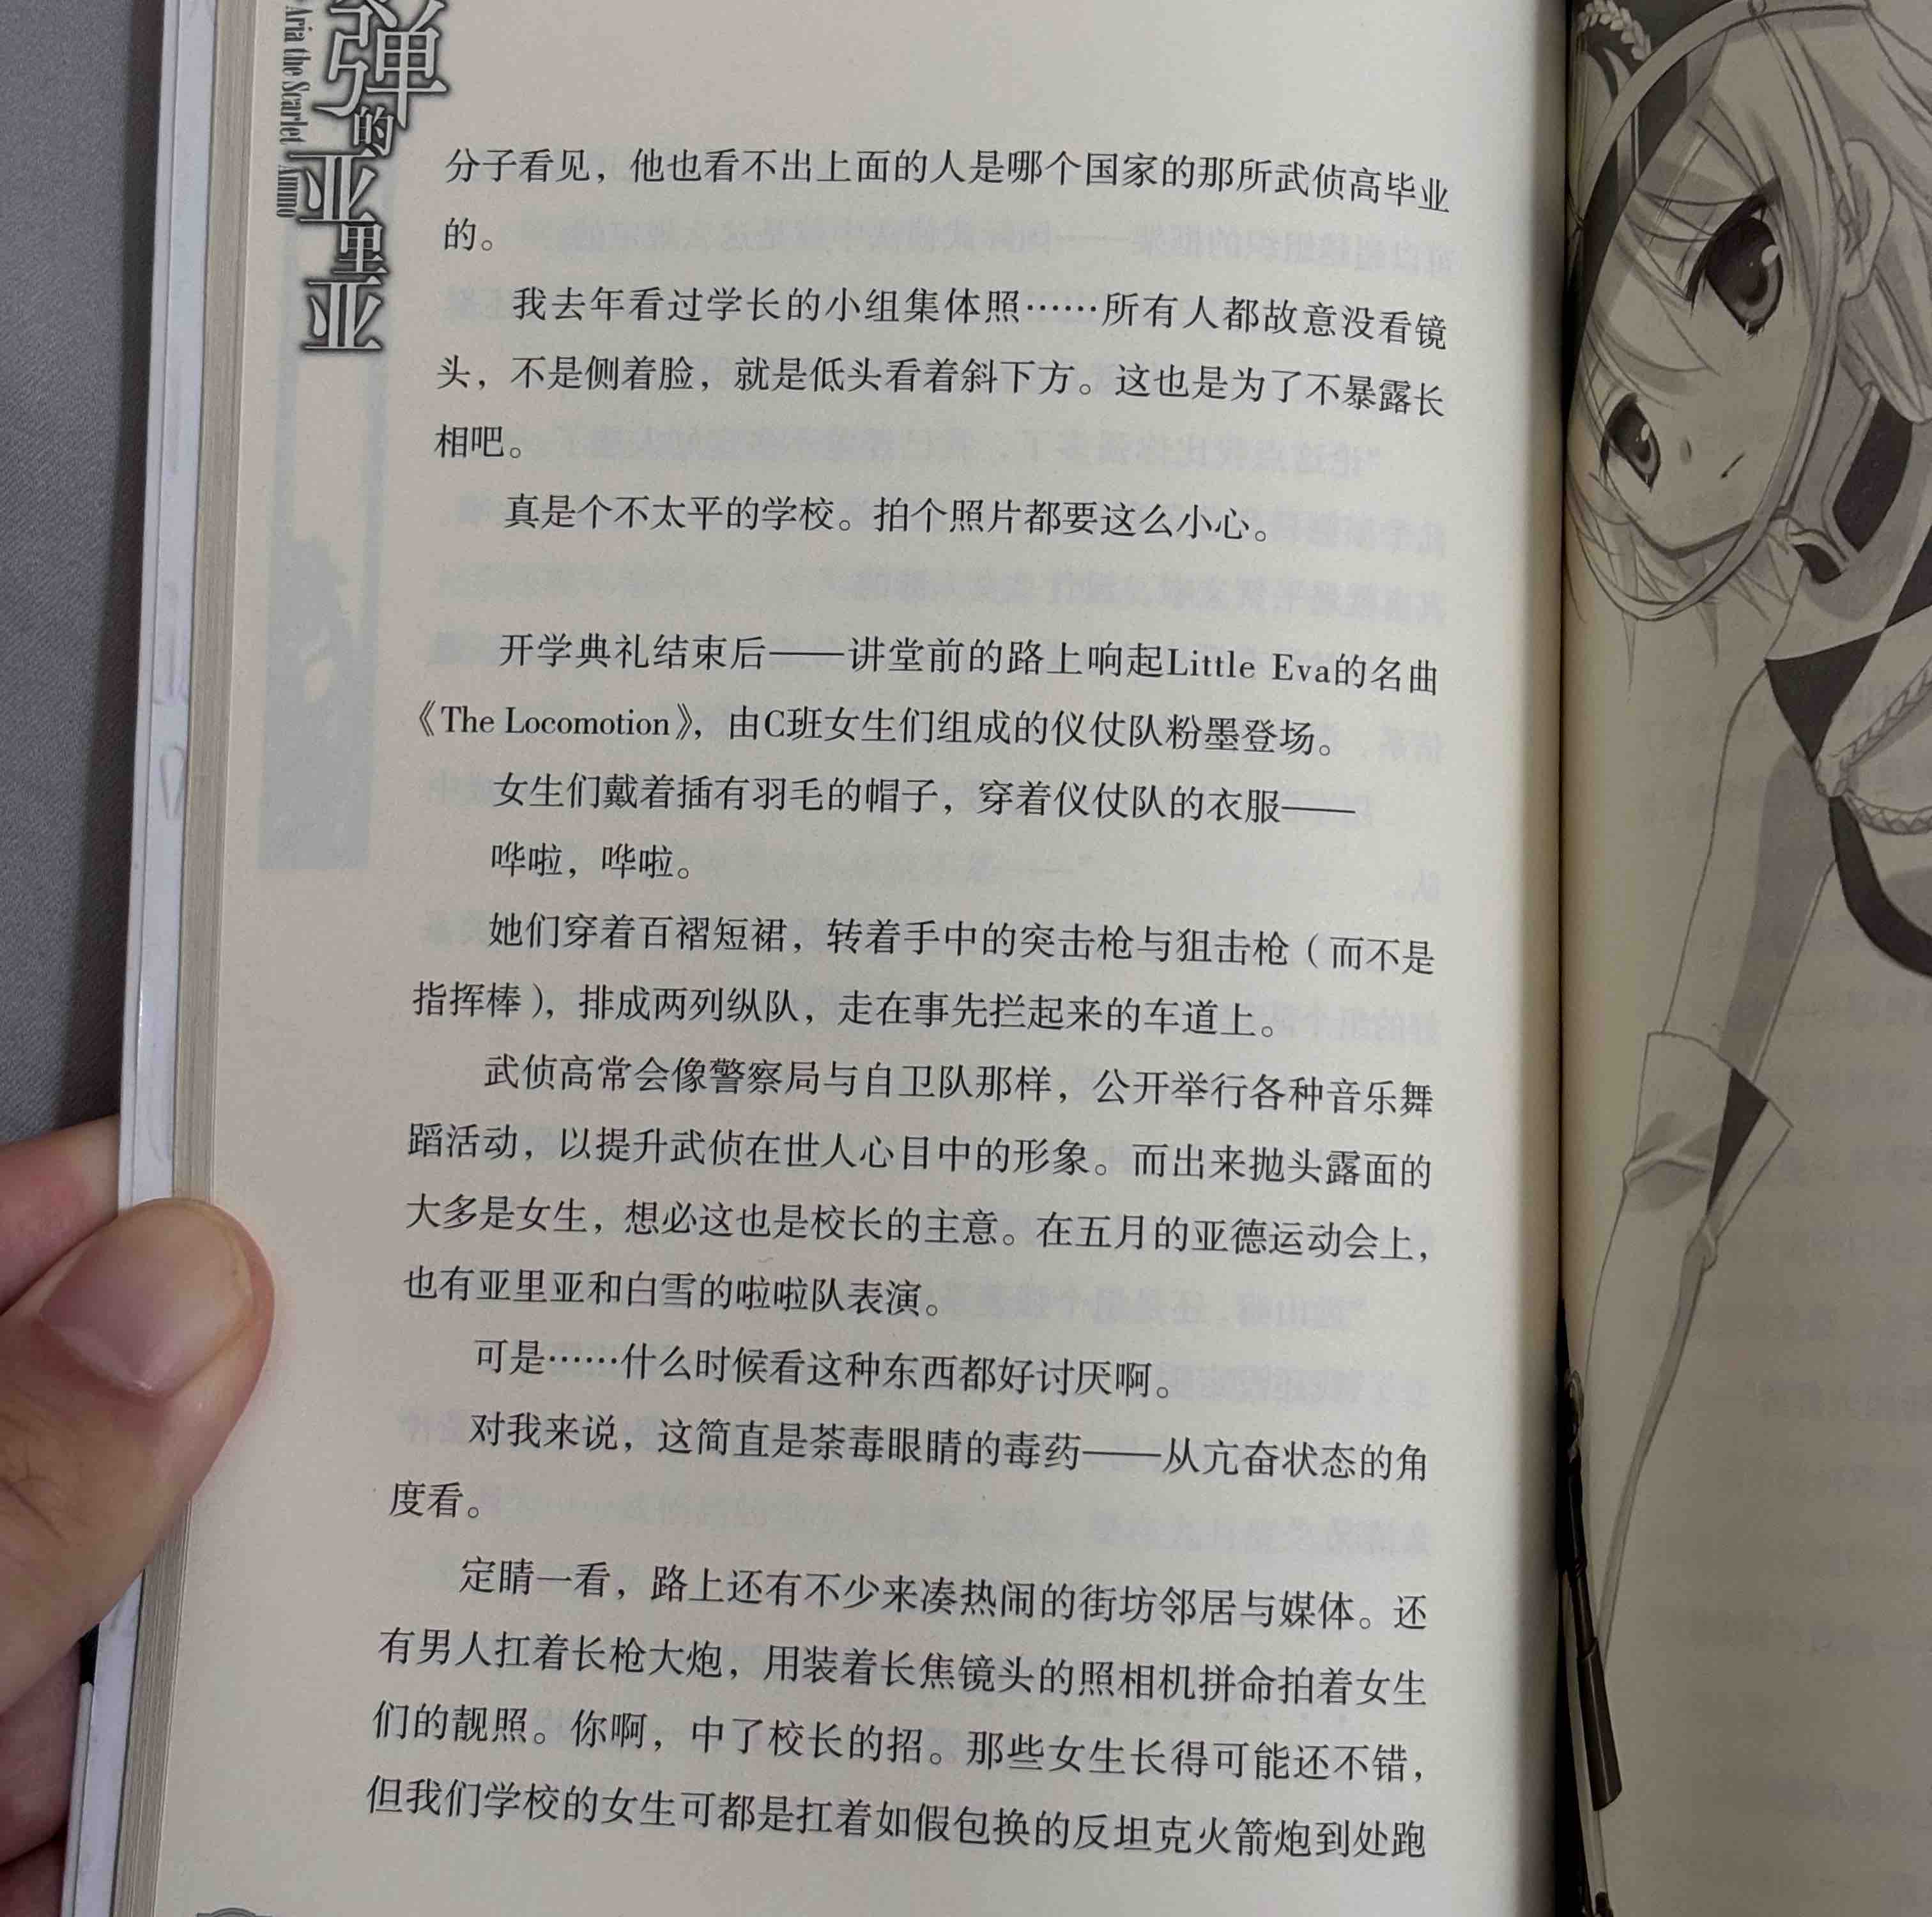 弹的亚里亚
Aria the Scarlet Ammo
分子看见，他也看不出上面的人是哪个国家的那所武侦高毕业
的。
我去年看过学长的小组集体照……所有人都故意没看镜
头，不是侧着脸，就是低头看着斜下方。这也是为了不暴露长
相吧。
真是个不太平的学校。拍个照片都要这么小心。
开学典礼结束后——讲堂前的路上响起Little Eva的名曲
《The Locomotion》，由C班女生们组成的仪仗队粉墨登场。
女生们戴着插有羽毛的帽子，穿着仪仗队的衣服——
哗啦，哗啦。
她们穿着百褶短裙，转着手中的突击枪与狙击枪（而不是
指挥棒），排成两列纵队，走在事先拦起来的车道上。
武侦高常会像警察局与自卫队那样，公开举行各种音乐舞
蹈活动，以提升武侦在世人心目中的形象。而出来抛头露面的
大多是女生，想必这也是校长的主意。在五月的亚德运动会上，
也有亚里亚和白雪的啦啦队表演。
可是……什么时候看这种东西都好讨厌啊。
对我来说，这简直是荼毒眼睛的毒药——从亢奋状态的角
度看。
定睛一看，路上还有不少来凑热闹的街坊邻居与媒体。还
有男人扛着长枪大炮，用装着长焦镜头的照相机拼命拍着女生
们的靓照。你啊，中了校长的招。那些女生长得可能还不错，
但我们学校的女生可都是扛着如假包换的反坦克火箭炮到处跑